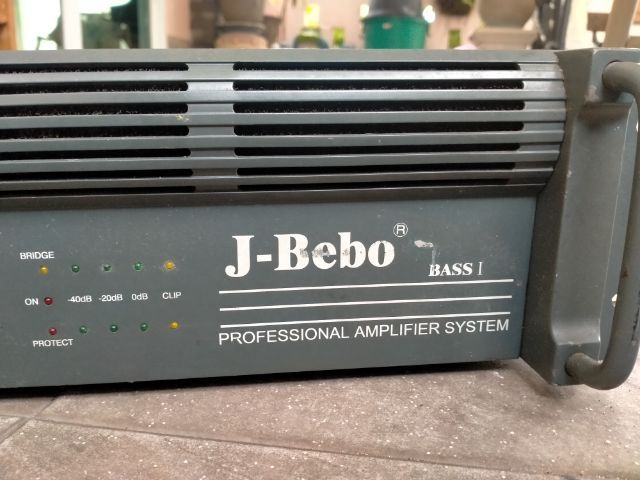 J-Bebo®
BASS I
PROFESSIONAL AMPLIFIER SYSTEM
BRIDGE
ON -40dB -20dB 0dB CLIP
PROTECT